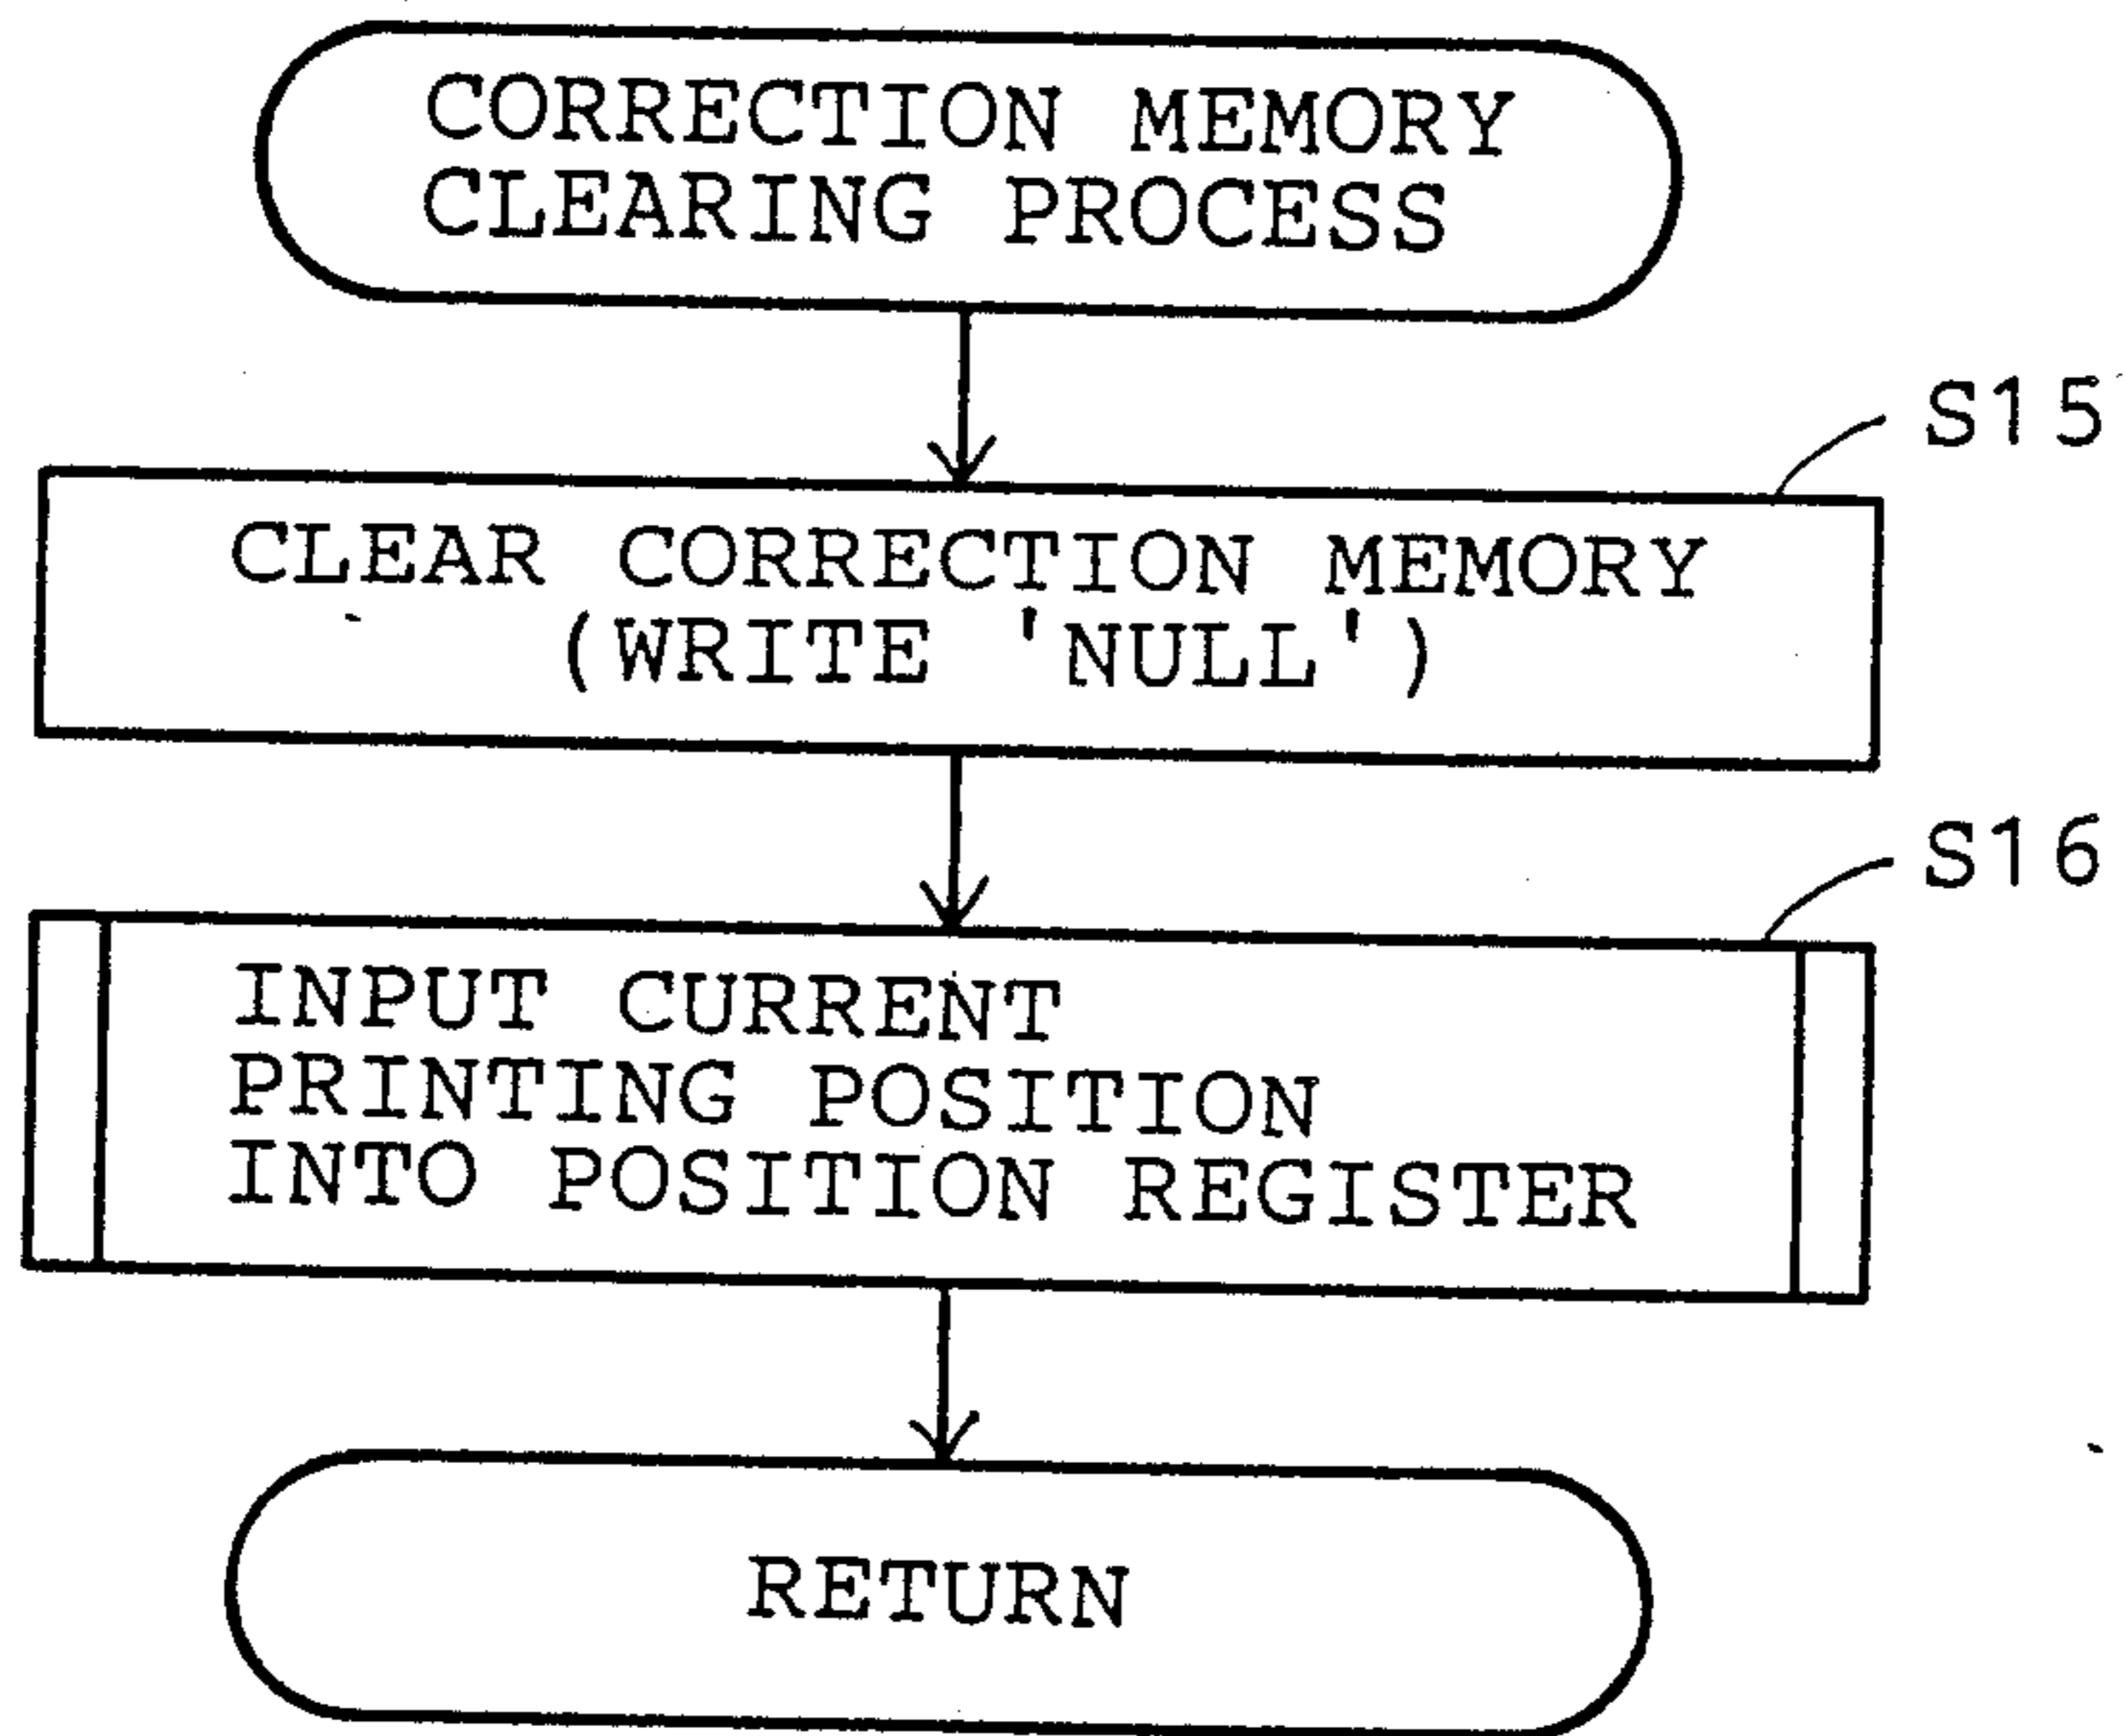 CORRECTION MEMORY
CLEARING PROCESS
S15
CLEAR CORRECTION MEMORY
(WRITE 'NULL')
S16
INPUT CURRENT
PRINTING POSITION
INTO POSITION REGISTER
RETURN